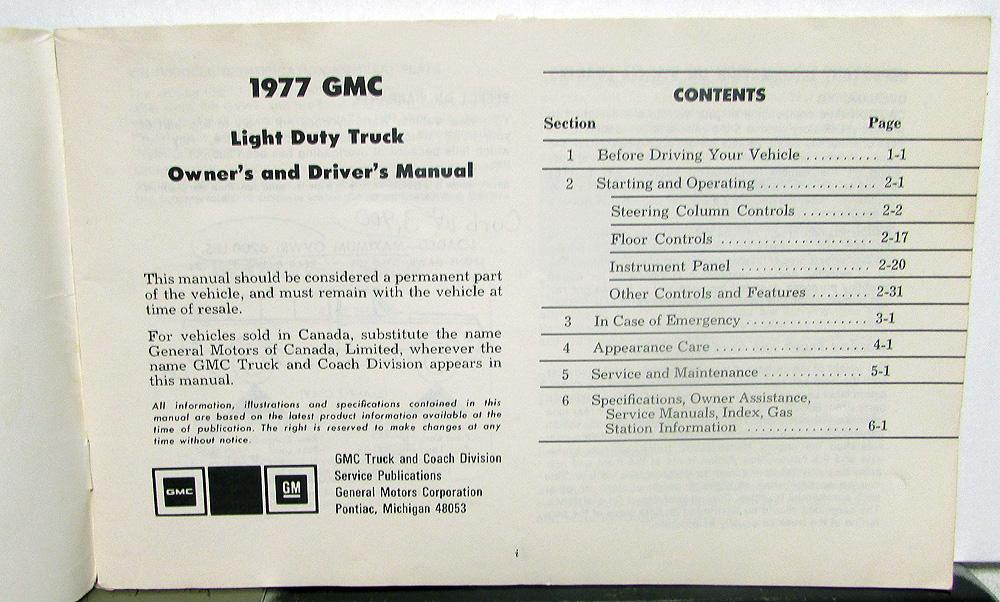 1977 GMC
Light Duty Truck
Owner's and Driver's Manual
This manual should be considered a permanent part
of the vehicle, and must remain with the vehicle at
time of resale.
For vehicles sold in Canada, substitute the name
General Motors of Canada, Limited, wherever the
name GMC Truck and Coach Division appears in
this manual.
All information, illustrations and specifications contained in this
manual are based on the latest product information available at the
time of publication. The right is reserved to make changes at any
time without notice.
GMC
GM
GMC Truck and Coach Division
Service Publications
General Motors Corporation
Pontiac, Michigan 48053
CONTENTS
Section Page
1 Before Driving Your Vehicle .......... 1-1
2 Starting and Operating ................ 2-1
Steering Column Controls .......... 2-2
Floor Controls ..................... 2-17
Instrument Panel .................. 2-20
Other Controls and Features ........ 2-31
3 In Case of Emergency ................ 3-1
4 Appearance Care ..................... 4-1
5 Service and Maintenance ............. 5-1
6 Specifications, Owner Assistance,
Service Manuals, Index, Gas
Station Information ................ 6-1
i